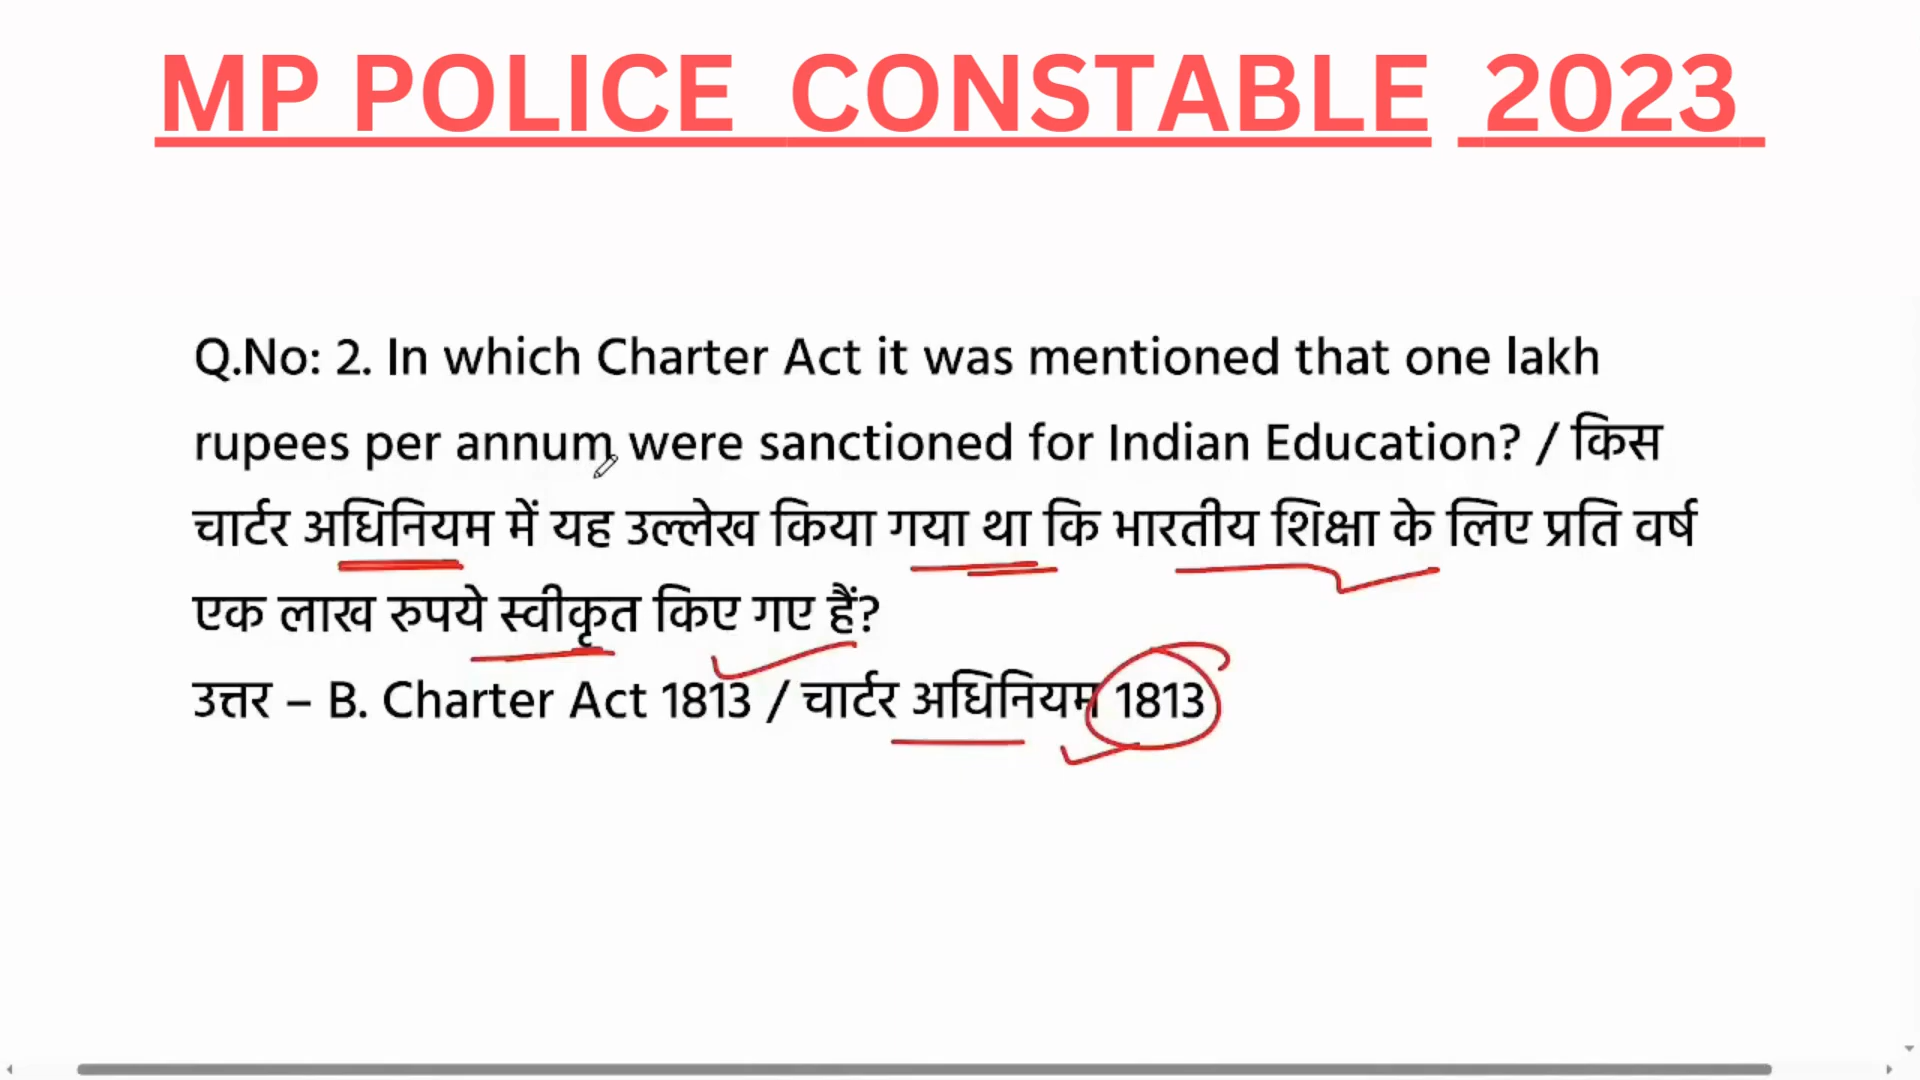 MP POLICE CONSTABLE 2023
Q.No: 2. In which Charter Act it was mentioned that one lakh
rupees per annum were sanctioned for Indian Education? / किस
चार्टर अधिनियम में यह उल्लेख किया गया था कि भारतीय शिक्षा के लिए प्रति वर्ष
एक लाख रुपये स्वीकृत किए गए हैं?
उत्तर – B. Charter Act 1813 / चार्टर अधिनियम 1813